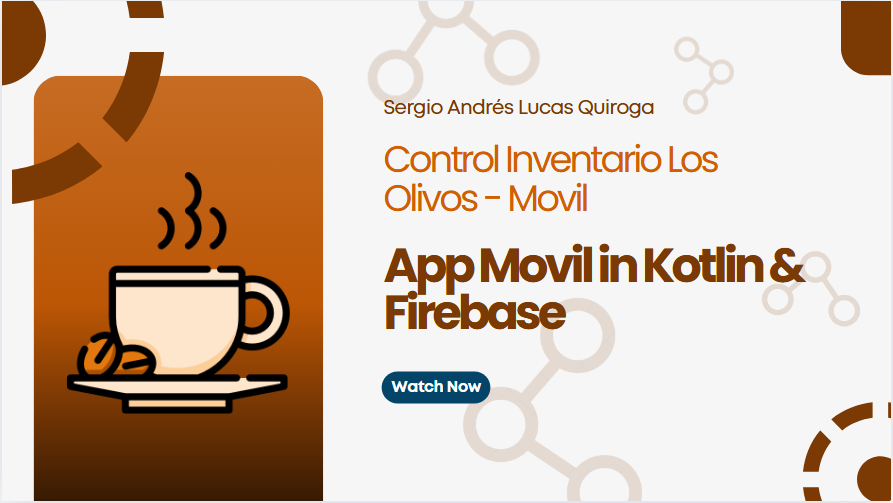 Sergio Andrés Lucas Quiroga
Control Inventario Los
Olivos - Movil
App Movil in Kotlin &
Firebase
Watch Now